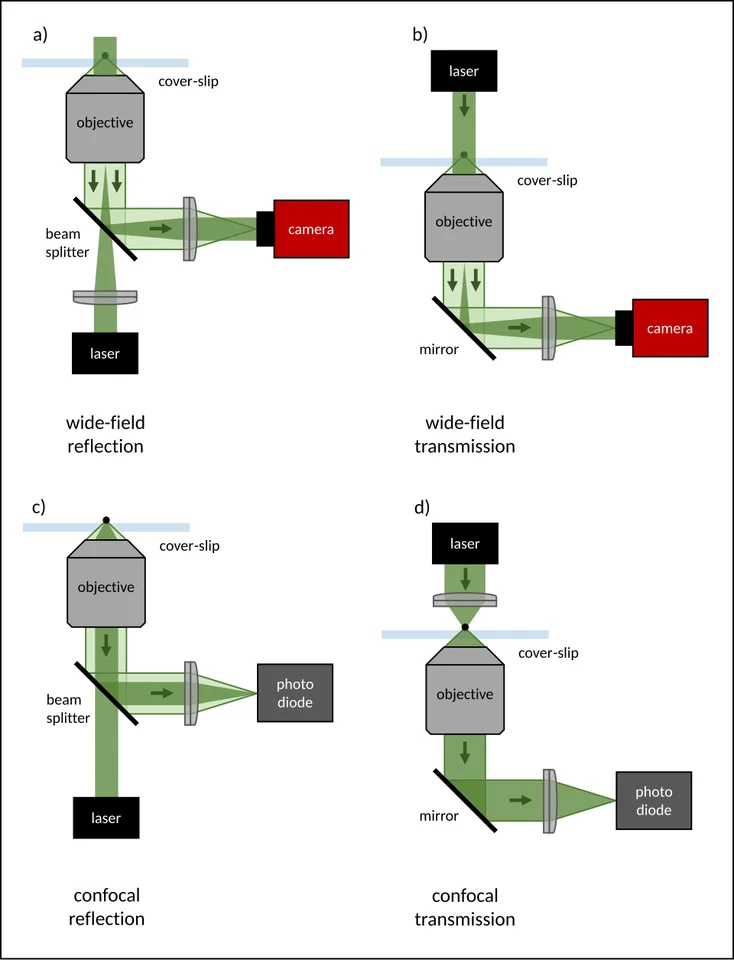 a)
cover-slip
objective
beam
splitter
camera
laser
wide-field
reflection
b)
laser
cover-slip
objective
mirror
camera
wide-field
transmission
c)
cover-slip
objective
beam
splitter
photo
diode
laser
confocal
reflection
d)
laser
cover-slip
objective
mirror
photo
diode
confocal
transmission